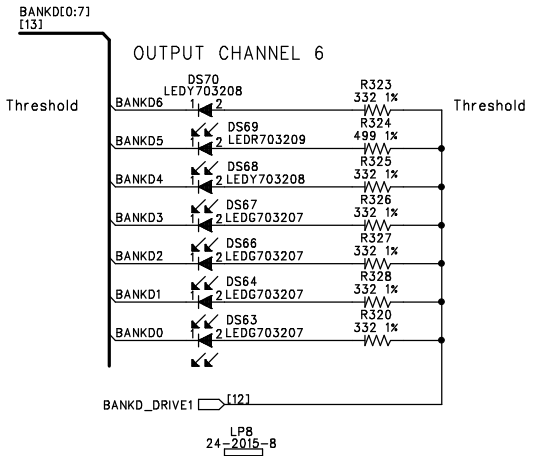 BANKD[0:7]
[13]
OUTPUT CHANNEL 6
Threshold
Threshold
DS70
LEDY703208
BANKD6 1 2
R323
332 1%
DS69
BANKD5 1 2 LEDR703209
R324
499 1%
DS68
BANKD4 1 2 LEDY703208
R325
332 1%
DS67
BANKD3 1 2 LEDG703207
R326
332 1%
DS66
BANKD2 1 2 LEDG703207
R327
332 1%
DS64
BANKD1 1 2 LEDG703207
R328
332 1%
DS63
BANKD0 1 2 LEDG703207
R320
332 1%
BANKD_DRIVE1 [12]
LP8
24-2015-8